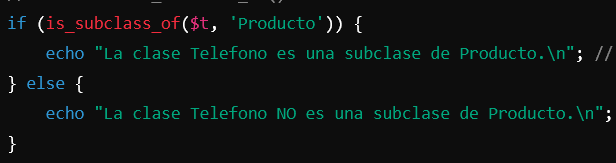 if (is_subclass_of($t, 'Producto')) {
    echo "La clase Telefono es una subclase de Producto.\n"; //
} else {
    echo "La clase Telefono NO es una subclase de Producto.\n";
}